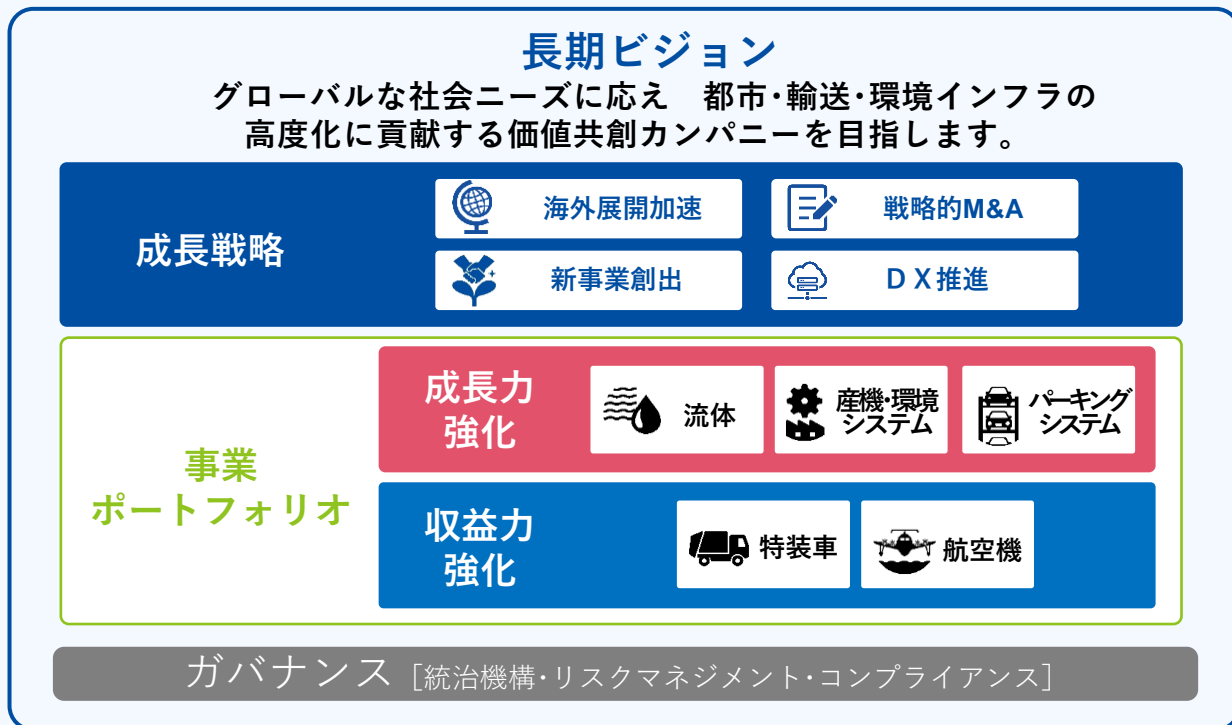 長期ビジョン
グローバルな社会ニーズに応え　都市･輸送･環境インフラの
高度化に貢献する価値共創カンパニーを目指します。
成長戦略
海外展開加速
戦略的M&A
新事業創出
ＤＸ推進
事業
ポートフォリオ
成長力
強化
流体
産機･環境
システム
パーキング
システム
収益力
強化
特装車
航空機
ガバナンス［統治機構･リスクマネジメント･コンプライアンス］